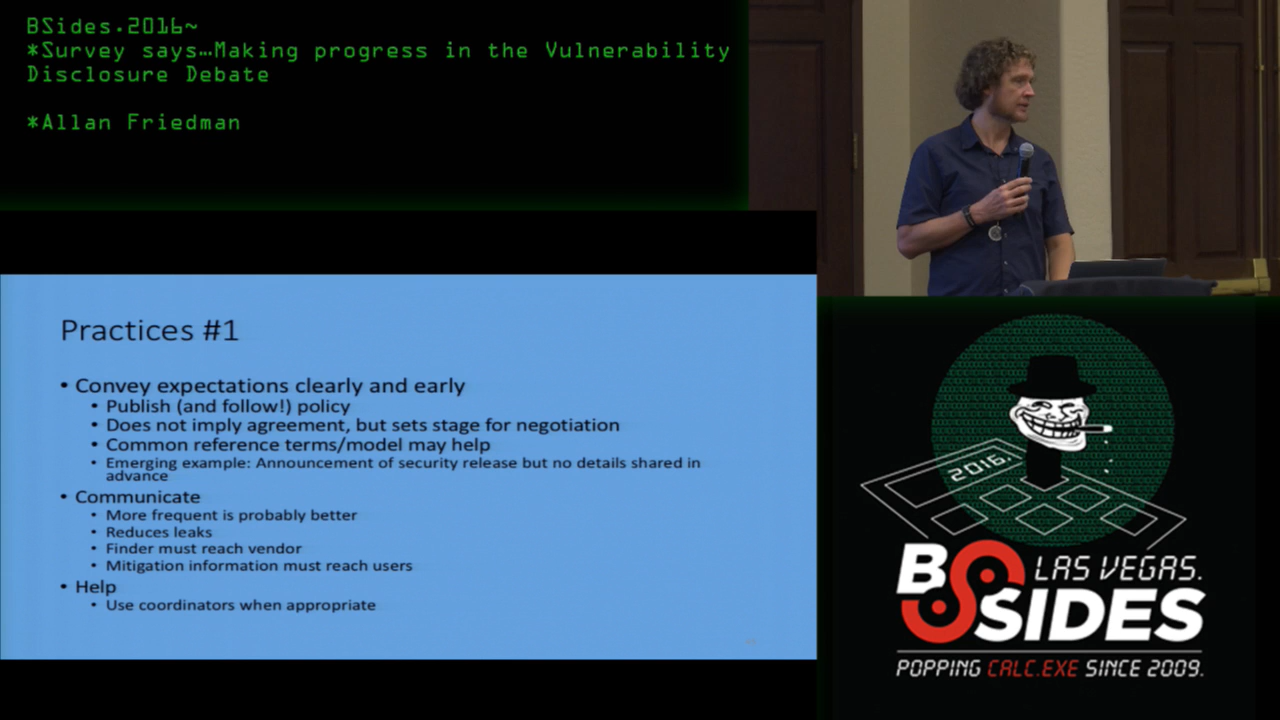 BSides.2016~
*Survey says…Making progress in the Vulnerability
Disclosure Debate
*Allan Friedman
Practices #1
• Convey expectations clearly and early
• Publish (and follow!) policy
• Does not imply agreement, but sets stage for negotiation
• Common reference terms/model may help
• Emerging example: Announcement of security release but no details shared in
advance
• Communicate
• More frequent is probably better
• Reduces leaks
• Finder must reach vendor
• Mitigation information must reach users
• Help
• Use coordinators when appropriate
2016.
BSIDES
LAS VEGAS.
POPPING CALC.EXE SINCE 2009.